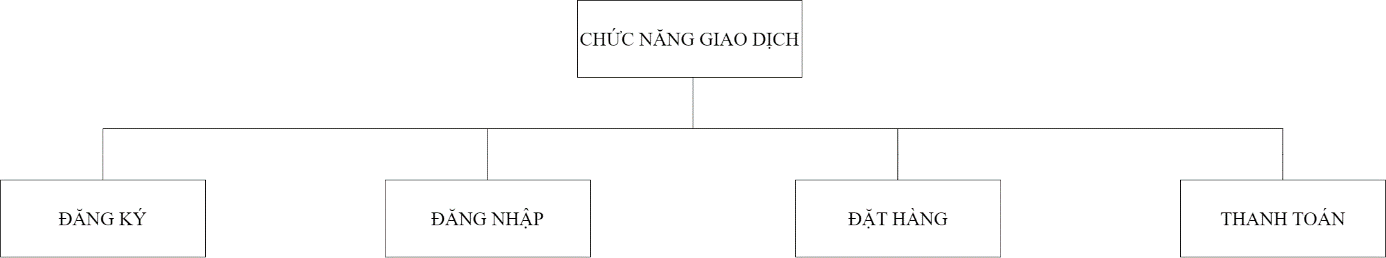 CHỨC NĂNG GIAO DỊCH
ĐĂNG KÝ
ĐĂNG NHẬP
ĐẶT HÀNG
THANH TOÁN